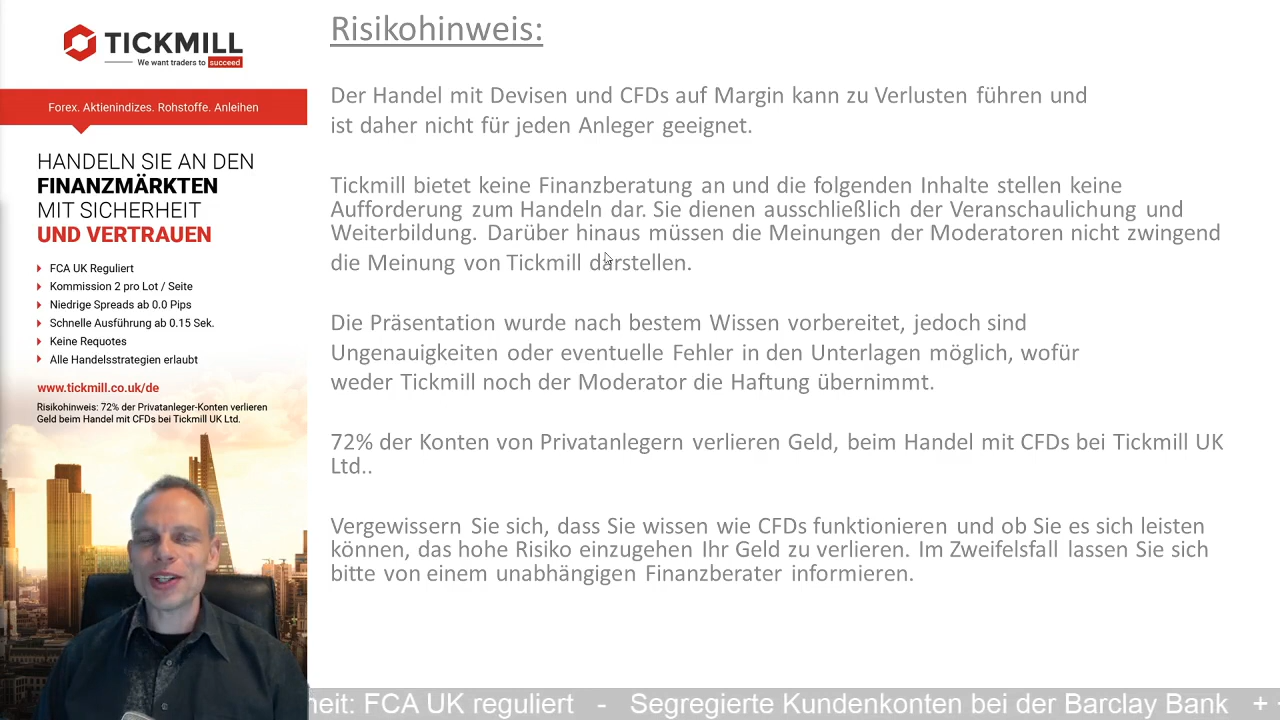 TICKMILL
We want traders to succeed
Forex. Aktienindizes. Rohstoffe. Anleihen
HANDELN SIE AN DEN
FINANZMÄRKTEN
MIT SICHERHEIT
UND VERTRAUEN
FCA UK Reguliert
Kommission 2 pro Lot / Seite
Niedrige Spreads ab 0.0 Pips
Schnelle Ausführung ab 0.15 Sek.
Keine Requotes
Alle Handelsstrategien erlaubt
www.tickmill.co.uk/de
Risikohinweis: 72% der Privatanleger-Konten verlieren
Geld beim Handel mit CFDs bei Tickmill UK Ltd.
Risikohinweis:
Der Handel mit Devisen und CFDs auf Margin kann zu Verlusten führen und
ist daher nicht für jeden Anleger geeignet.
Tickmill bietet keine Finanzberatung an und die folgenden Inhalte stellen keine
Aufforderung zum Handeln dar. Sie dienen ausschließlich der Veranschaulichung und
Weiterbildung. Darüber hinaus müssen die Meinungen der Moderatoren nicht zwingend
die Meinung von Tickmill darstellen.
Die Präsentation wurde nach bestem Wissen vorbereitet, jedoch sind
Ungenauigkeiten oder eventuelle Fehler in den Unterlagen möglich, wofür
weder Tickmill noch der Moderator die Haftung übernimmt.
72% der Konten von Privatanlegern verlieren Geld, beim Handel mit CFDs bei Tickmill UK
Ltd..
Vergewissern Sie sich, dass Sie wissen wie CFDs funktionieren und ob Sie es sich leisten
können, das hohe Risiko einzugehen Ihr Geld zu verlieren. Im Zweifelsfall lassen Sie sich
bitte von einem unabhängigen Finanzberater informieren.
heit: FCA UK reguliert - Segregierte Kundenkonten bei der Barclay Bank +